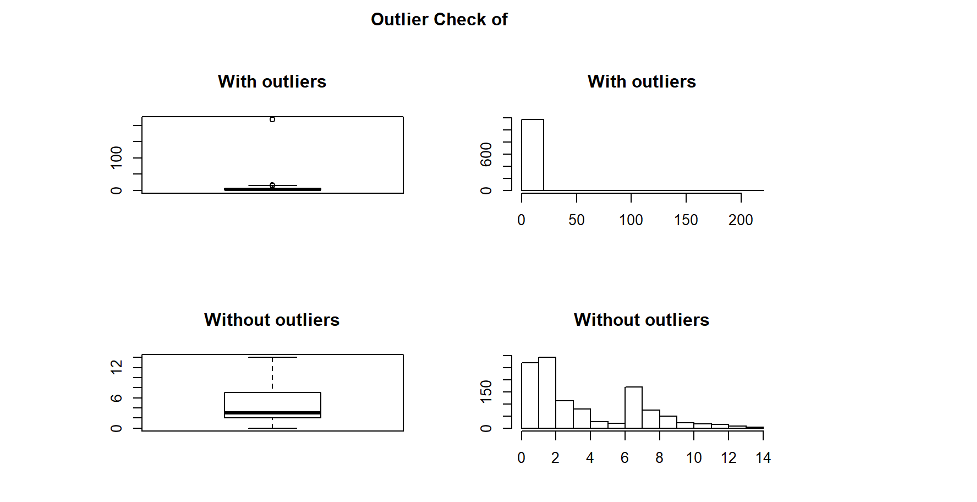 Outlier Check of
With outliers
With outliers
0 100
0 600
0 50 100 150 200
Without outliers
Without outliers
0 6 12
0 150
0 2 4 6 8 10 12 14